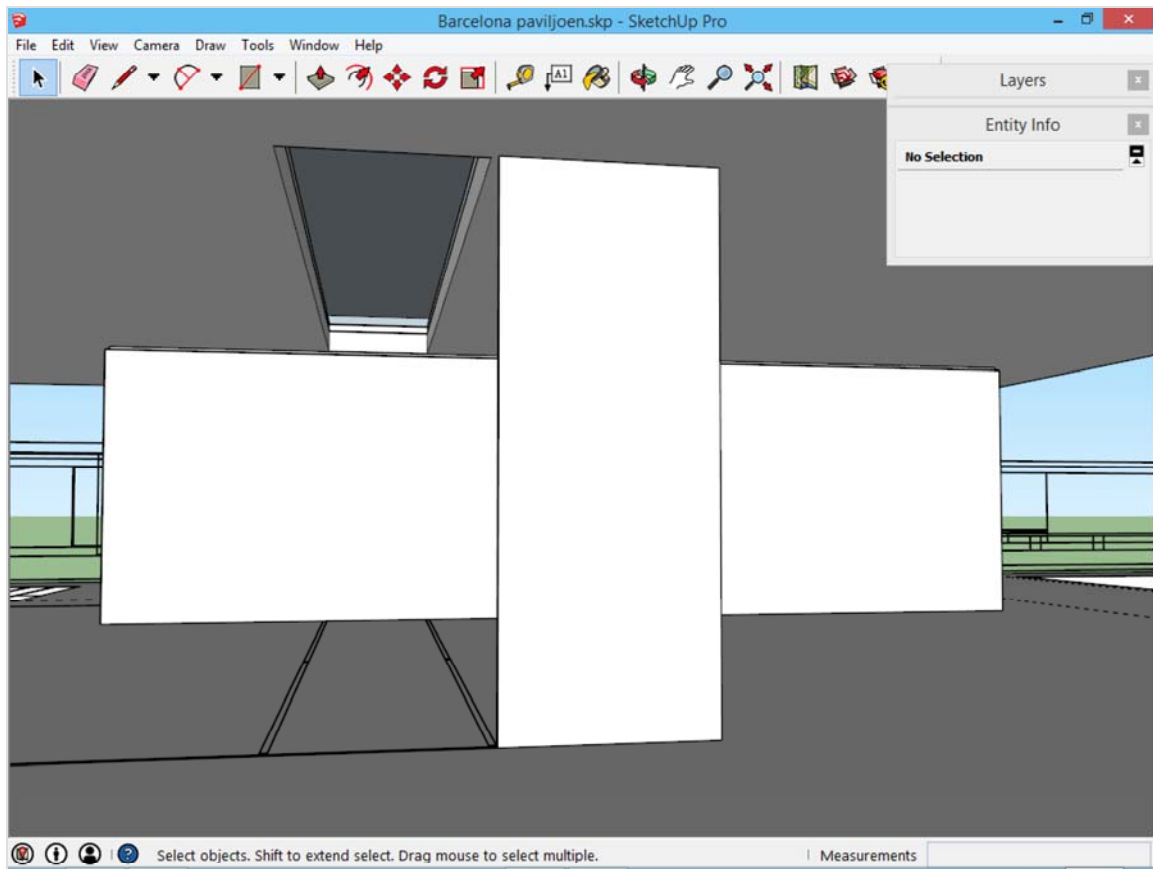 Barcelona paviljoen.skp - SketchUp Pro
File Edit View Camera Draw Tools Window Help
A1
Layers
Entity Info
No Selection
Select objects. Shift to extend select. Drag mouse to select multiple.
Measurements